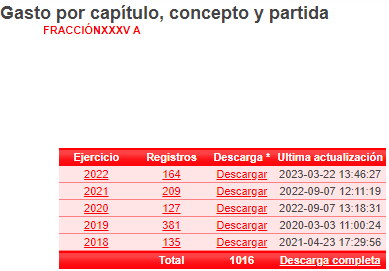 Gasto por capítulo, concepto y partida
FRACCIÓNXXXV A
Ejercicio Registros Descarga * Ultima actualización
2022 164 Descargar 2023-03-22 13:46:27
2021 209 Descargar 2022-09-07 12:11:19
2020 127 Descargar 2022-09-07 13:18:31
2019 381 Descargar 2020-03-03 11:00:24
2018 135 Descargar 2021-04-23 17:29:56
Total 1016 Descarga completa